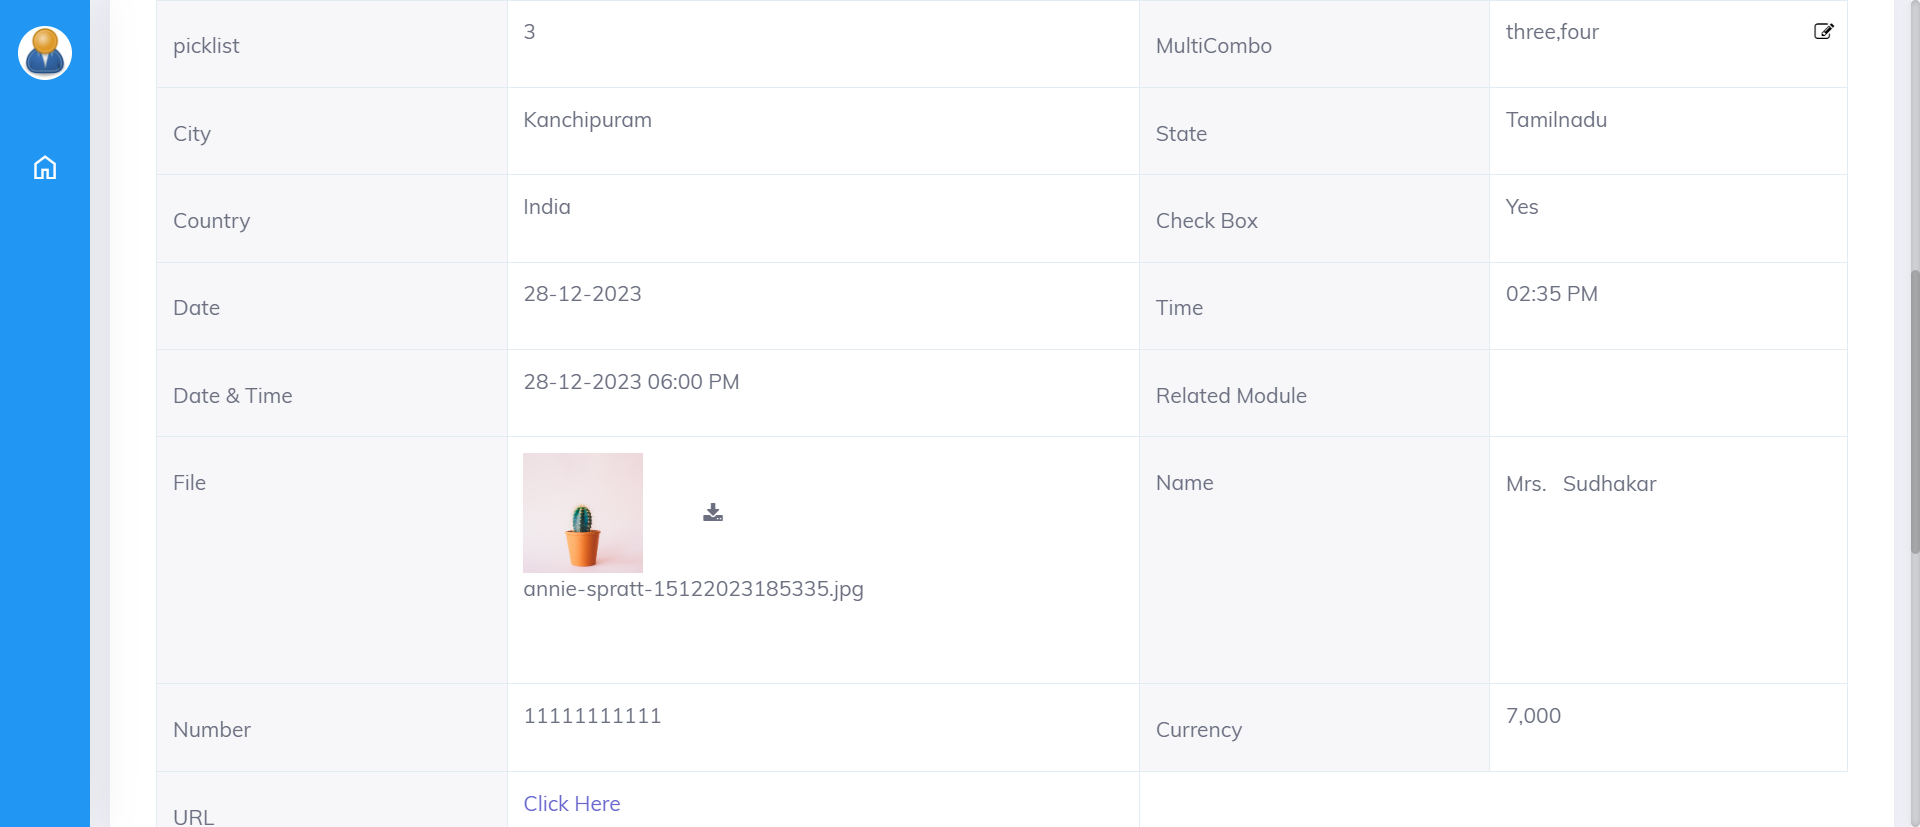 picklist 3 MultiCombo three,four
City Kanchipuram State Tamilnadu
Country India Check Box Yes
Date 28-12-2023 Time 02:35 PM
Date & Time 28-12-2023 06:00 PM Related Module
File Name Mrs. Sudhakar
annie-spratt-15122023185335.jpg
Number 11111111111 Currency 7,000
URL Click Here